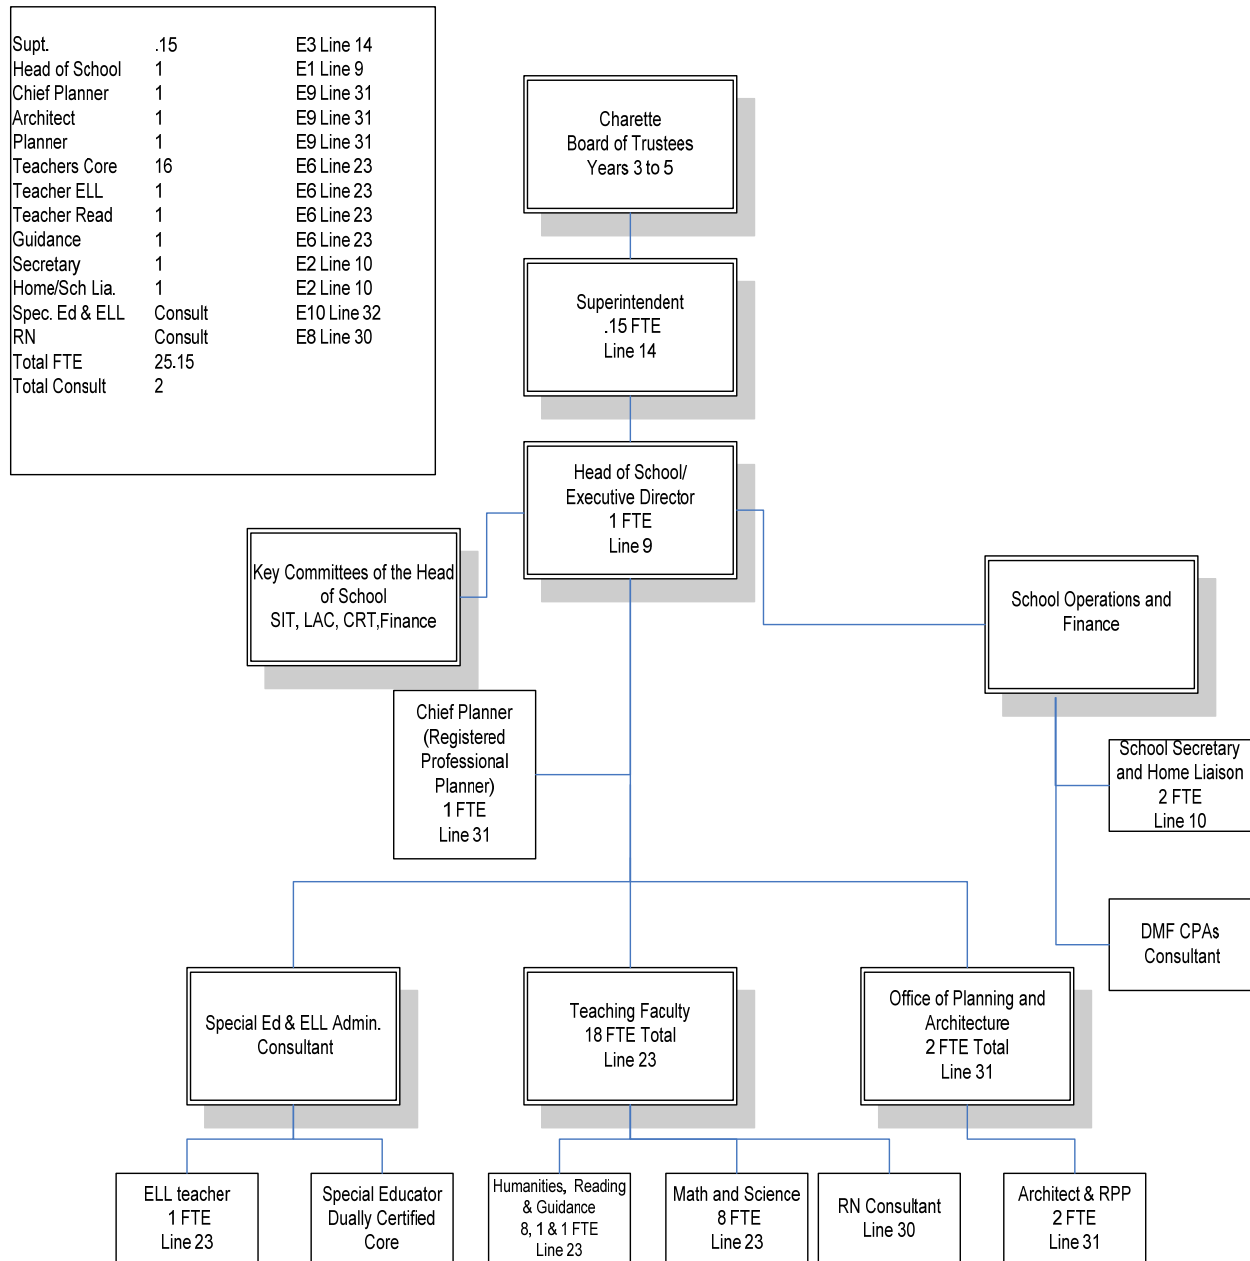 Supt. .15 E3 Line 14
Head of School 1 E1 Line 9
Chief Planner 1 E9 Line 31
Architect 1 E9 Line 31
Planner 1 E9 Line 31
Teachers Core 16 E6 Line 23
Teacher ELL 1 E6 Line 23
Teacher Read 1 E6 Line 23
Guidance 1 E6 Line 23
Secretary 1 E2 Line 10
Home/Sch Lia. 1 E2 Line 10
Spec. Ed & ELL Consult E10 Line 32
RN Consult E8 Line 30
Total FTE 25.15
Total Consult 2
Charette
Board of Trustees
Years 3 to 5
Superintendent
.15 FTE
Line 14
Head of School/
Executive Director
1 FTE
Line 9
Key Committees of the Head
of School
SIT, LAC, CRT,Finance
School Operations and
Finance
Chief Planner
(Registered
Professional
Planner)
1 FTE
Line 31
School Secretary
and Home Liaison
2 FTE
Line 10
DMF CPAs
Consultant
Special Ed & ELL Admin.
Consultant
Teaching Faculty
18 FTE Total
Line 23
Office of Planning and
Architecture
2 FTE Total
Line 31
ELL teacher
1 FTE
Line 23
Special Educator
Dually Certified
Core
Humanities, Reading
& Guidance
8, 1 & 1 FTE
Line 23
Math and Science
8 FTE
Line 23
RN Consultant
Line 30
Architect & RPP
2 FTE
Line 31